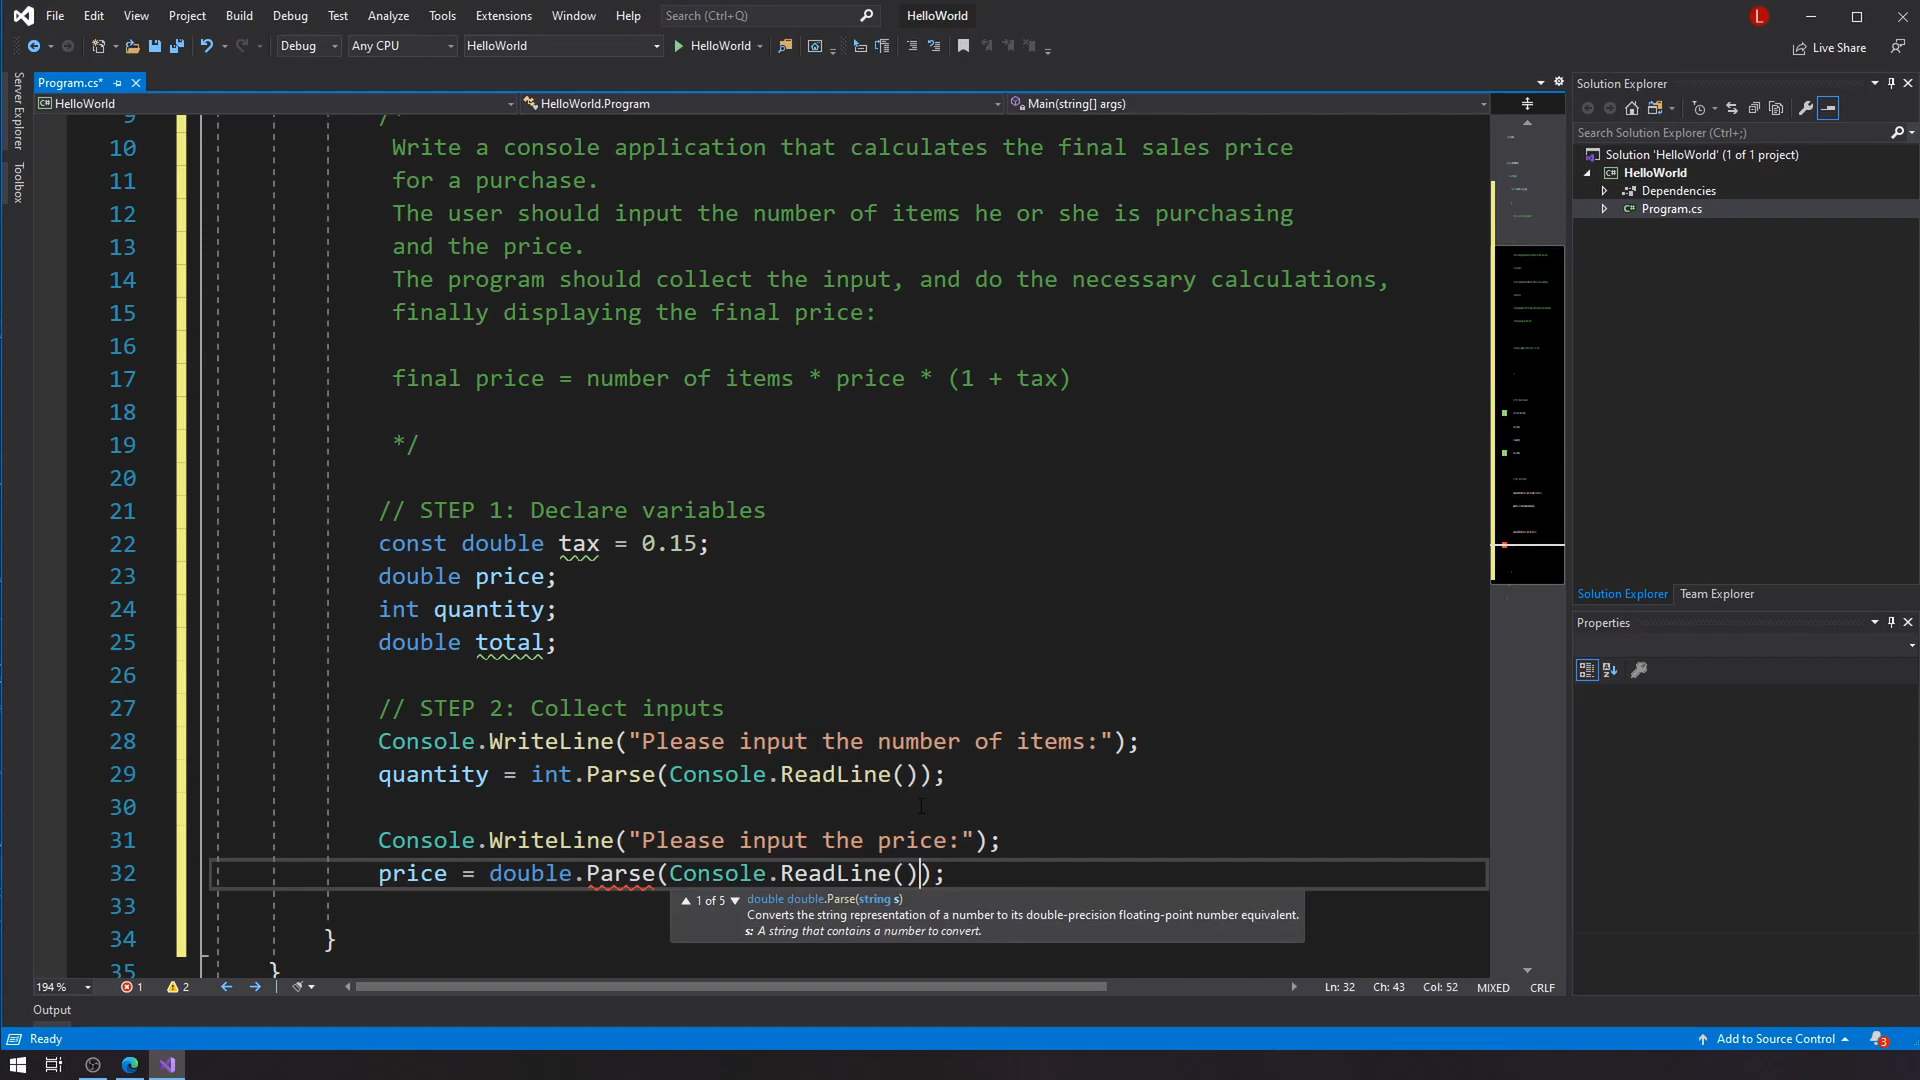 File Edit View Project Build Debug Test Analyze Tools Extensions Window Help Search (Ctrl+Q) HelloWorld L
Debug Any CPU HelloWorld HelloWorld Live Share
Server Explorer
Toolbox
Program.cs*
HelloWorld HelloWorld.Program Main(string[] args)
9 /*
10 Write a console application that calculates the final sales price
11 for a purchase.
12 The user should input the number of items he or she is purchasing
13 and the price.
14 The program should collect the input, and do the necessary calculations,
15 finally displaying the final price:
16
17 final price = number of items * price * (1 + tax)
18
19 */
20
21 // STEP 1: Declare variables
22 const double tax = 0.15;
23 double price;
24 int quantity;
25 double total;
26
27 // STEP 2: Collect inputs
28 Console.WriteLine("Please input the number of items:");
29 quantity = int.Parse(Console.ReadLine());
30
31 Console.WriteLine("Please input the price:");
32 price = double.Parse(Console.ReadLine());
33
34 }
35 }
▲ 1 of 5 ▼ double double.Parse(string s)
Converts the string representation of a number to its double-precision floating-point number equivalent.
s: A string that contains a number to convert.
194 % 1 2 Ln: 32 Ch: 43 Col: 52 MIXED CRLF
Output
Solution Explorer
Search Solution Explorer (Ctrl+;)
Solution 'HelloWorld' (1 of 1 project)
HelloWorld
Dependencies
Program.cs
Solution Explorer Team Explorer
Properties
Ready Add to Source Control 3